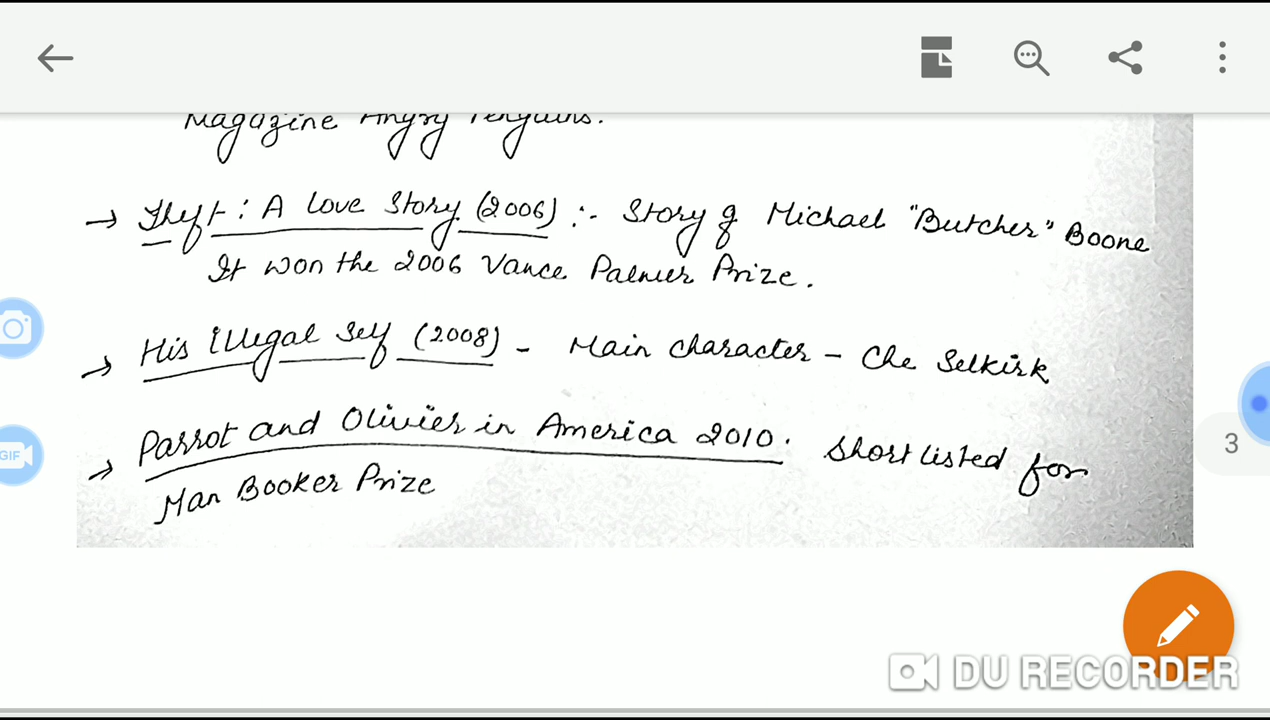 Magazine Angry Penguins.
→ Theft: A Love Story (2006) :- Story of Michael "Butcher" Boone
It won the 2006 Vance Palmer Prize.
→ His Illegal Self (2008) - Main character - Che Selkirk
→ Parrot and Olivier in America 2010. Shortlisted for
Man Booker Prize
GIF
3
DU RECORDER